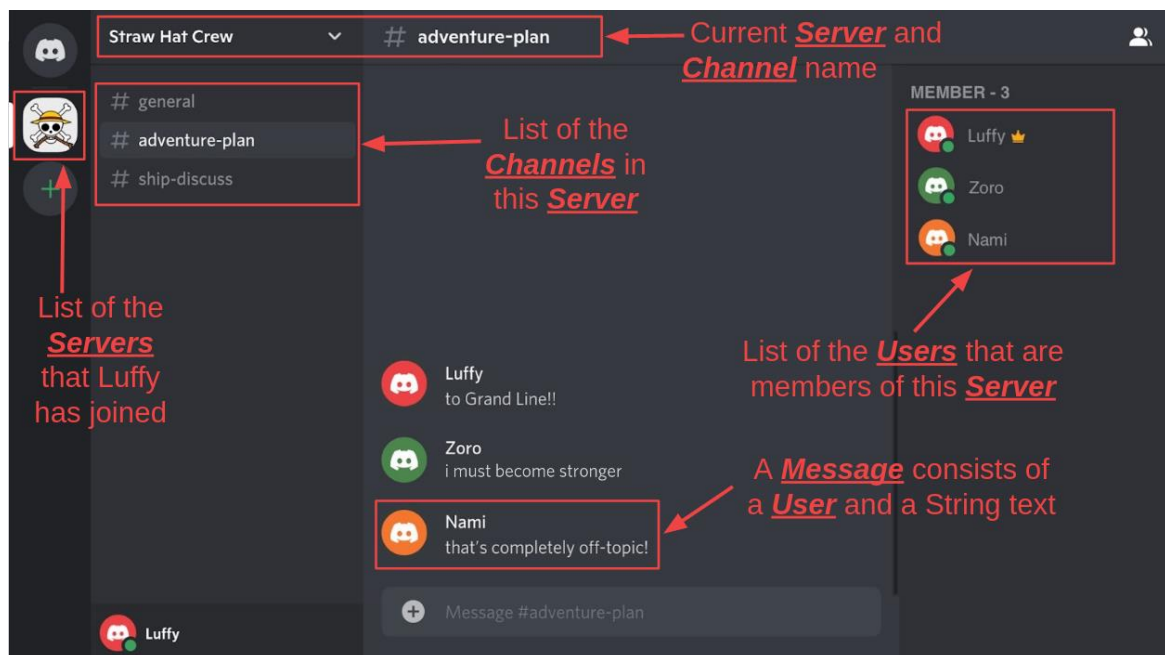 Straw Hat Crew
# adventure-plan
Current Server and
Channel name
# general
# adventure-plan
# ship-discuss
List of the
Channels in
this Server
MEMBER - 3
Luffy
Zoro
Nami
List of the
Servers
that Luffy
has joined
List of the Users that are
members of this Server
Luffy
to Grand Line!!
Zoro
i must become stronger
Nami
that's completely off-topic!
A Message consists of
a User and a String text
Message #adventure-plan
Luffy